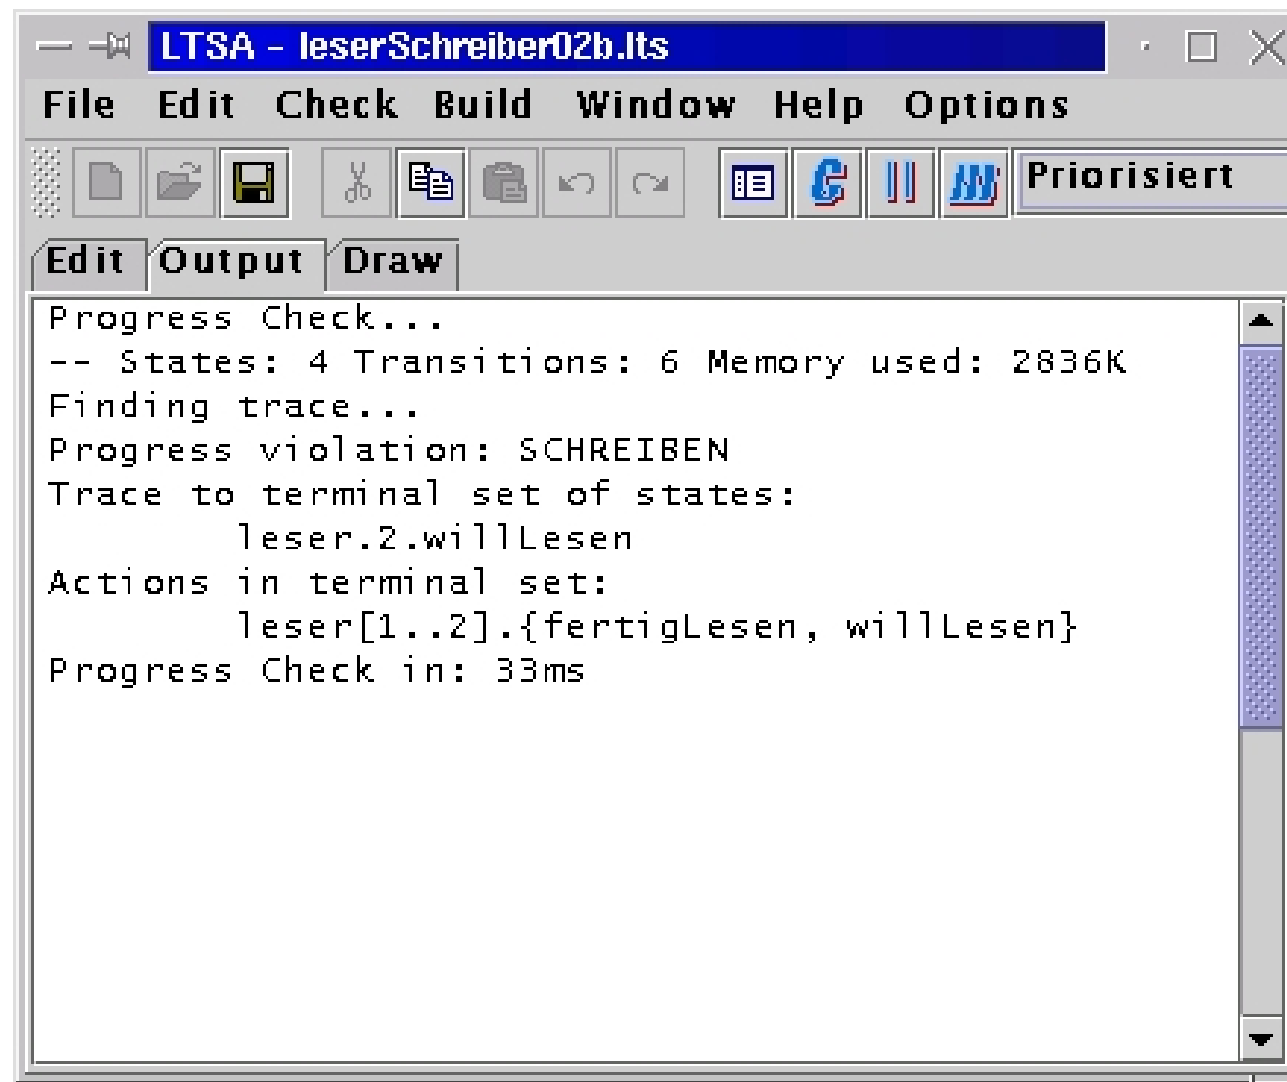 LTSA - leserSchreiber02b.lts
File Edit Check Build Window Help Options
Priorisiert
Edit Output Draw
Progress Check...
-- States: 4 Transitions: 6 Memory used: 2836K
Finding trace...
Progress violation: SCHREIBEN
Trace to terminal set of states:
leser.2.willLesen
Actions in terminal set:
leser[1..2].{fertigLesen, willLesen}
Progress Check in: 33ms